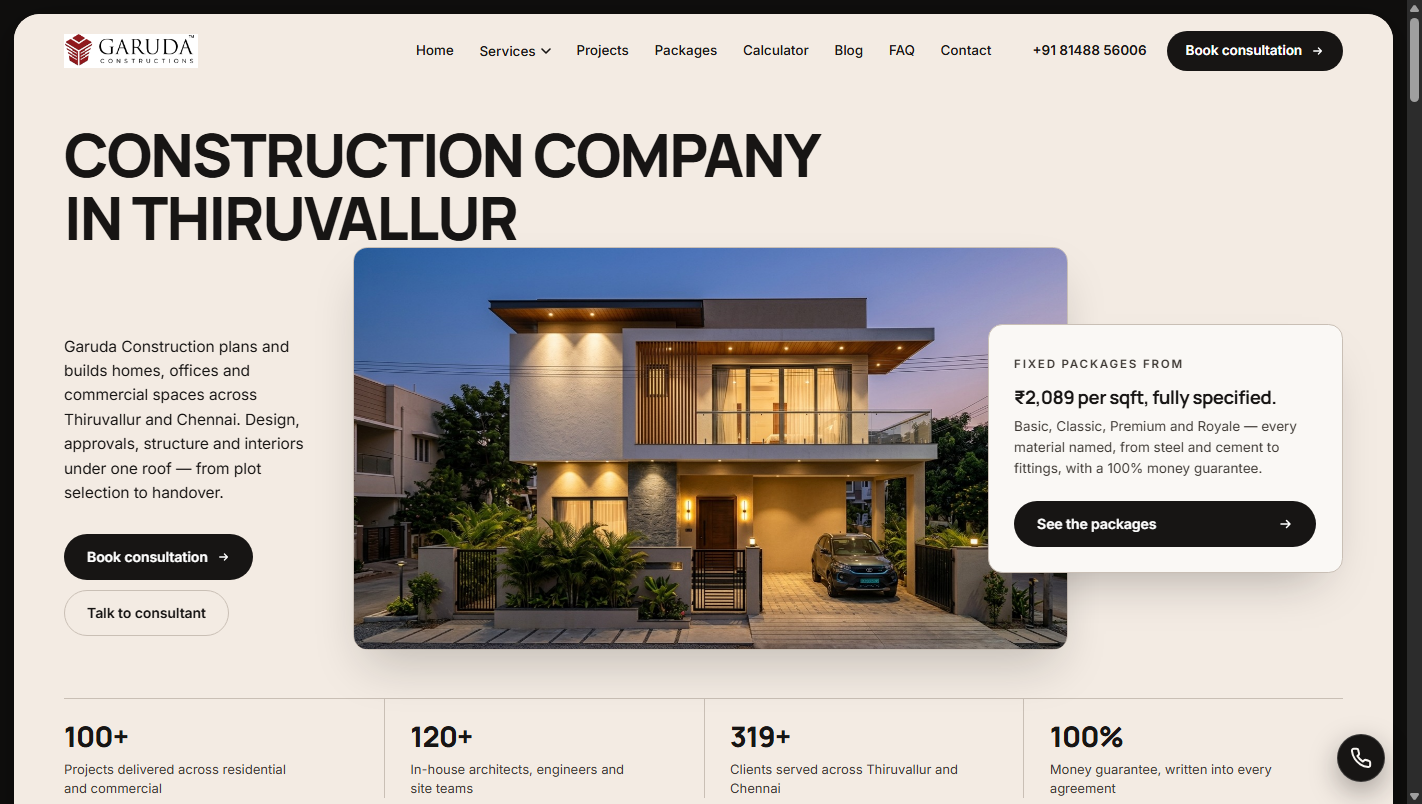 GARUDA™
CONSTRUCTIONS
Home
Services
Projects
Packages
Calculator
Blog
FAQ
Contact
+91 81488 56006
Book consultation →
CONSTRUCTION COMPANY
IN THIRUVALLUR
Garuda Construction plans and
builds homes, offices and
commercial spaces across
Thiruvallur and Chennai. Design,
approvals, structure and interiors
under one roof — from plot
selection to handover.
Book consultation →
Talk to consultant
FIXED PACKAGES FROM
₹2,089 per sqft, fully specified.
Basic, Classic, Premium and Royale — every
material named, from steel and cement to
fittings, with a 100% money guarantee.
See the packages →
100+
Projects delivered across residential
and commercial
120+
In-house architects, engineers and
site teams
319+
Clients served across Thiruvallur and
Chennai
100%
Money guarantee, written into every
agreement